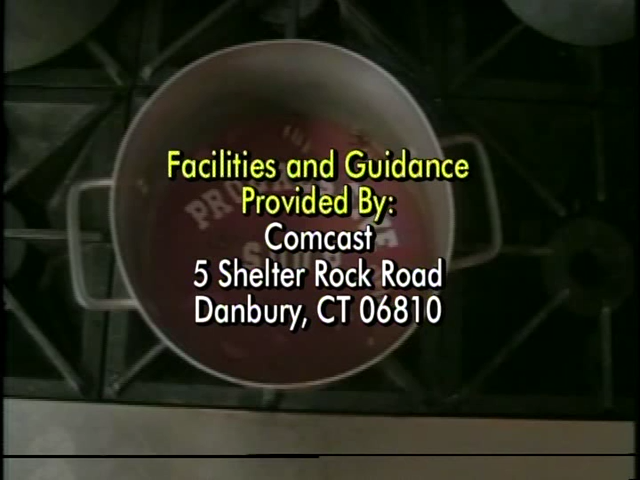 Facilities and Guidance
Provided By:
Comcast
5 Shelter Rock Road
Danbury, CT 06810